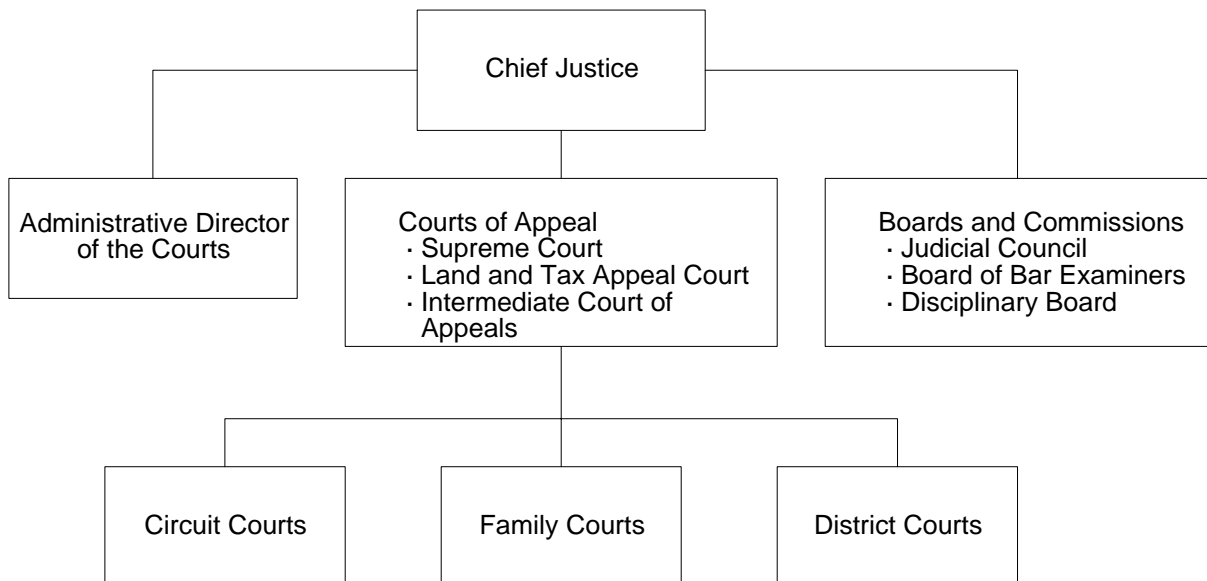 Chief Justice
Administrative Director
of the Courts
Courts of Appeal
· Supreme Court
· Land and Tax Appeal Court
· Intermediate Court of
Appeals
Boards and Commissions
· Judicial Council
· Board of Bar Examiners
· Disciplinary Board
Circuit Courts
Family Courts
District Courts